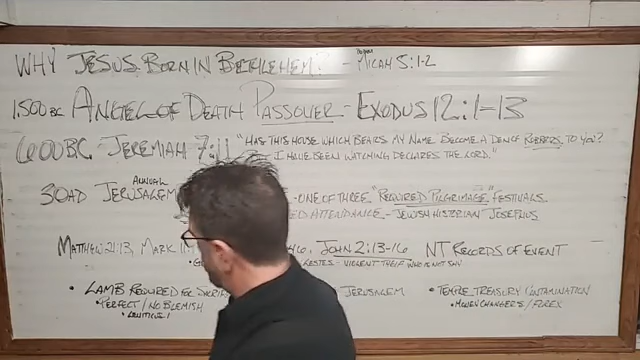 WHY JESUS BORN IN BETHLEHEM? - MICAH 5:1-2
1,500 BC ANGEL OF DEATH PASSOVER - EXODUS 12:1-13
600 BC - JEREMIAH 7:11 "HAS THIS HOUSE WHICH BEARS MY NAME BECOME A DEN OF ROBBERS TO YOU?
I HAVE BEEN WATCHING DECLARES THE LORD."
30 AD JERUSALEM ANNUAL - ONE OF THREE "REQUIRED PILGRIMAGE" FESTIVALS
ATTENDANCE - JEWISH HISTORIAN JOSEPHUS
MATTHEW 21:13, MARK 11: JOHN 2:13-16 NT RECORDS OF EVENT
VIOLENT THIEF WHO IS NOT SHY
• LAMB REQUIRED FOR JERUSALEM • TEMPLE TREASURY CONTAMINATION
• PERFECT/NO BLEMISH • MONEY CHANGERS / FOREX
• LEVITICUS 1